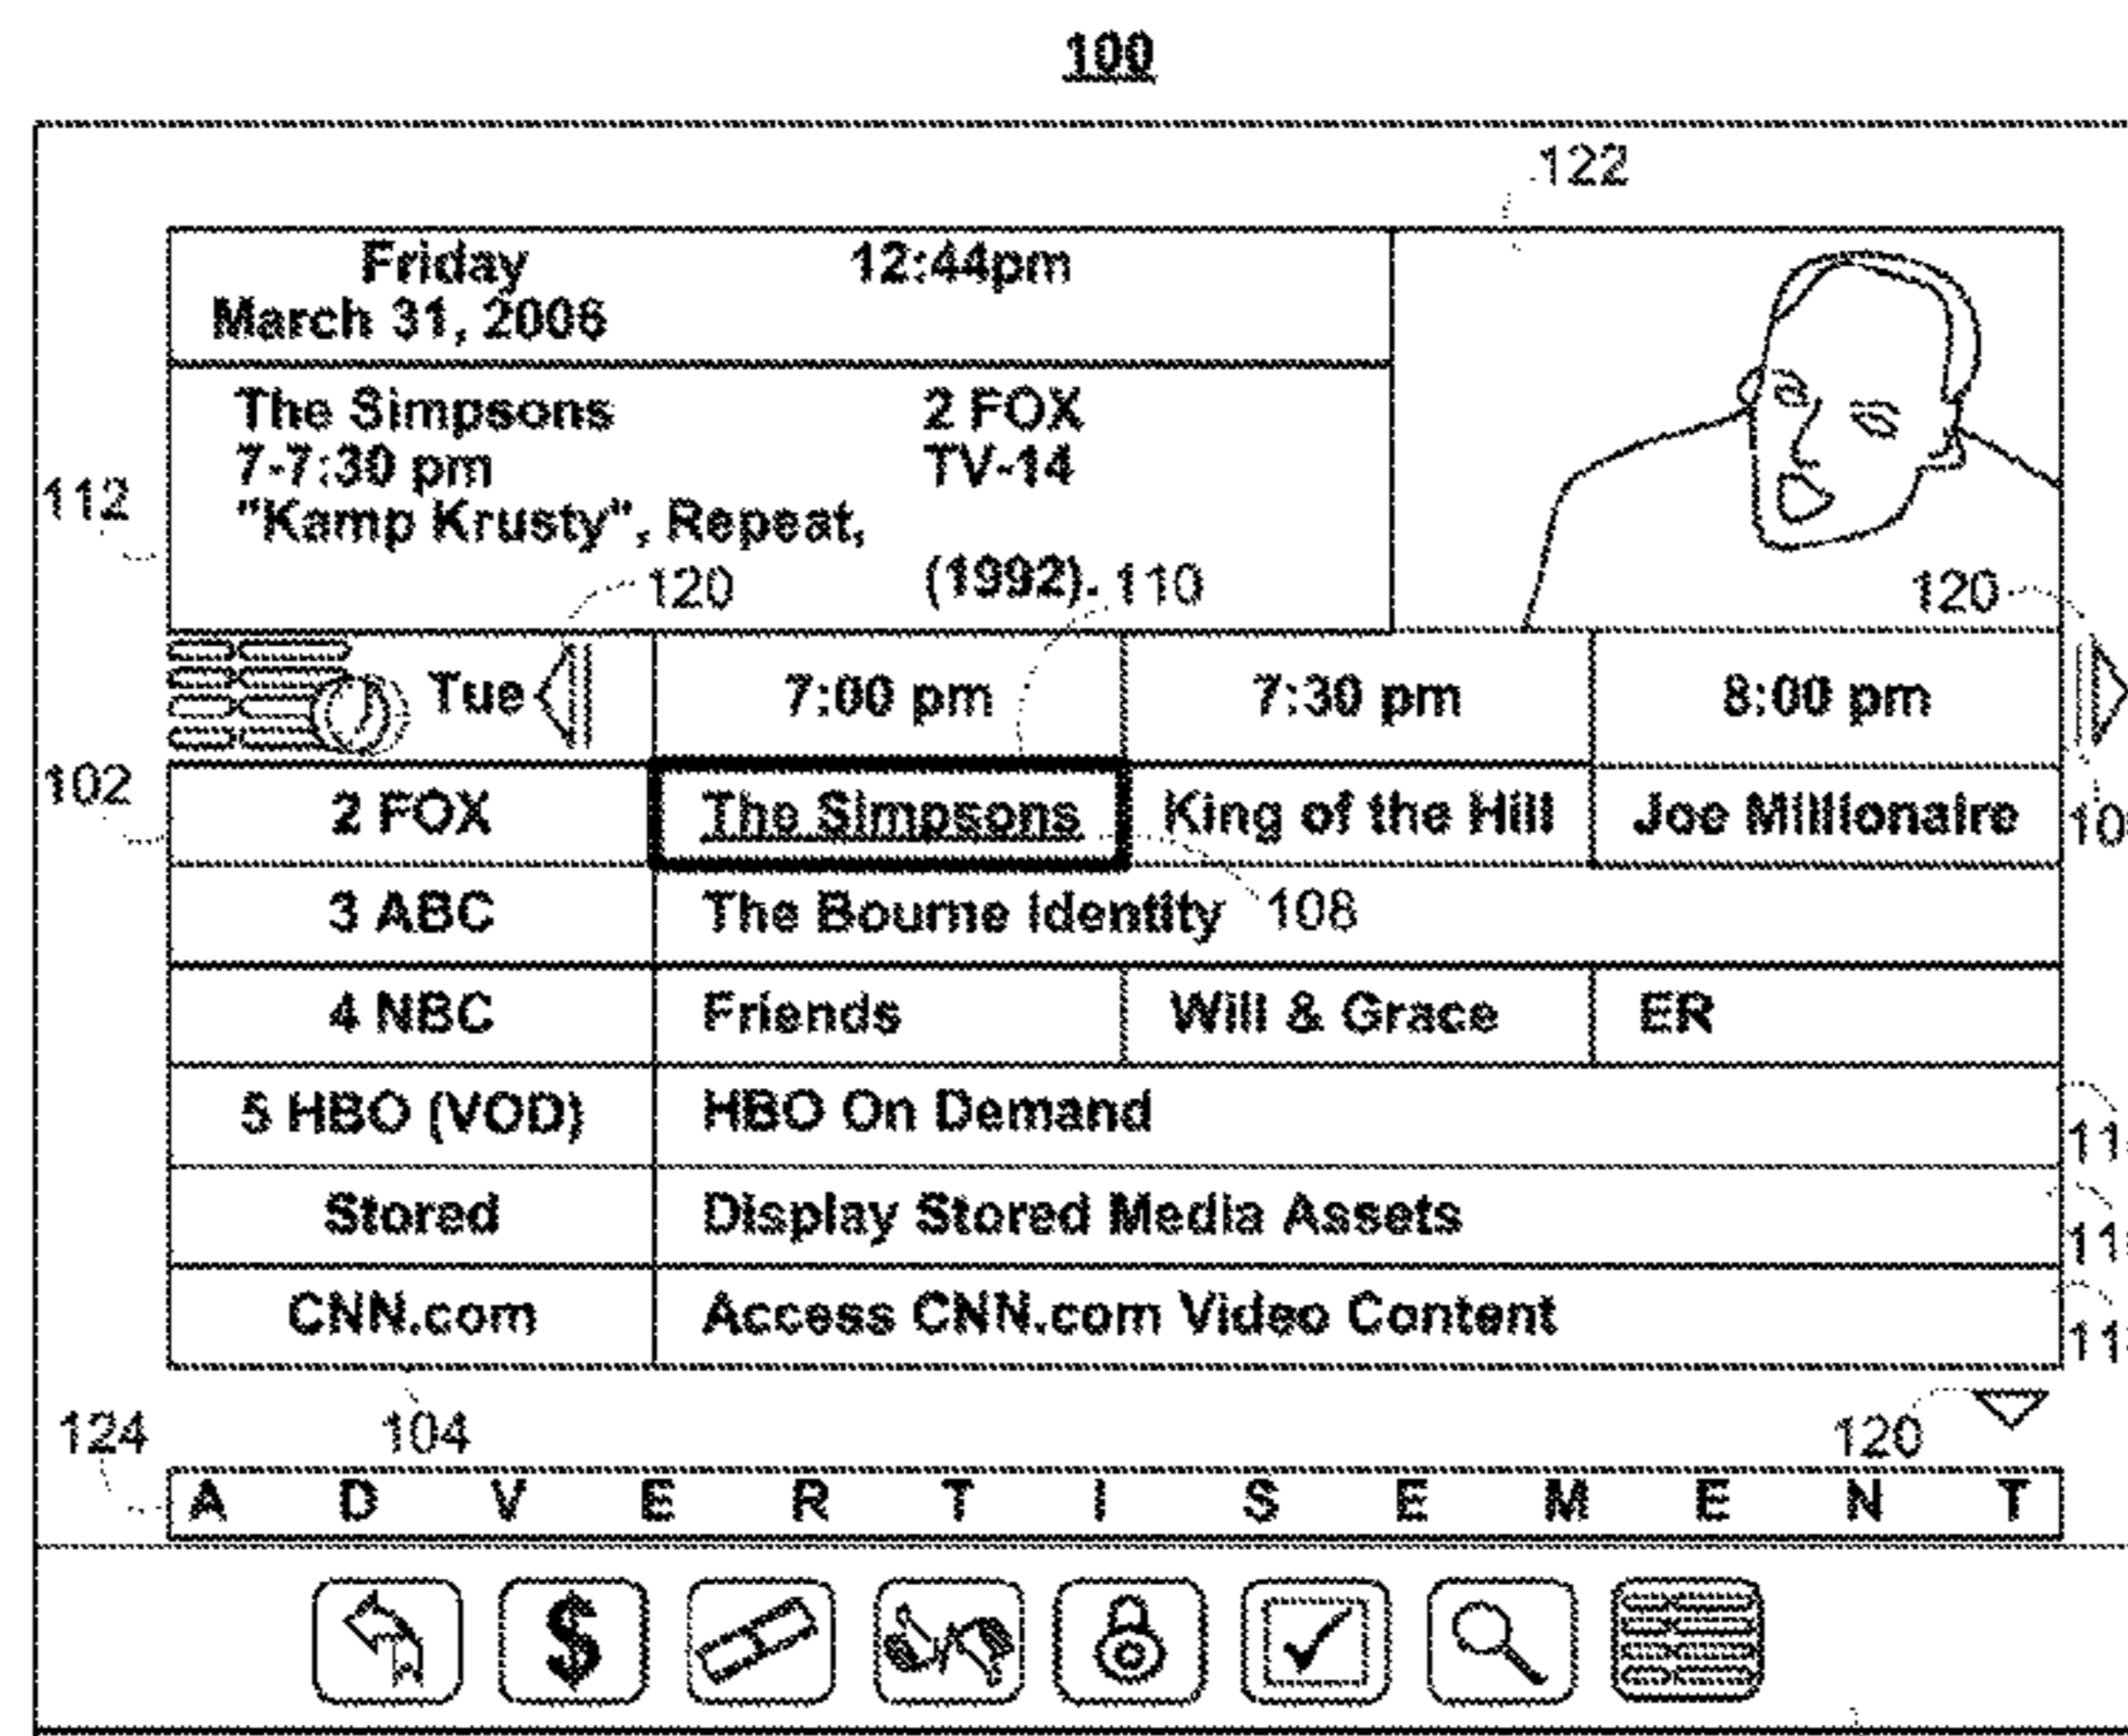 100
122
Friday 12:44pm
March 31, 2006
The Simpsons 2 FOX
7-7:30 pm TV-14
112
"Kamp Krusty", Repeat,
120 (1992). 110 120
Tue 7:00 pm 7:30 pm 8:00 pm
102
2 FOX The Simpsons King of the Hill Joe Millionaire
3 ABC The Bourne Identity 108
4 NBC Friends Will & Grace ER
5 HBO (VOD) HBO On Demand
Stored Display Stored Media Assets
CNN.com Access CNN.com Video Content
124 104 120
A D V E R T I S E M E N T
$